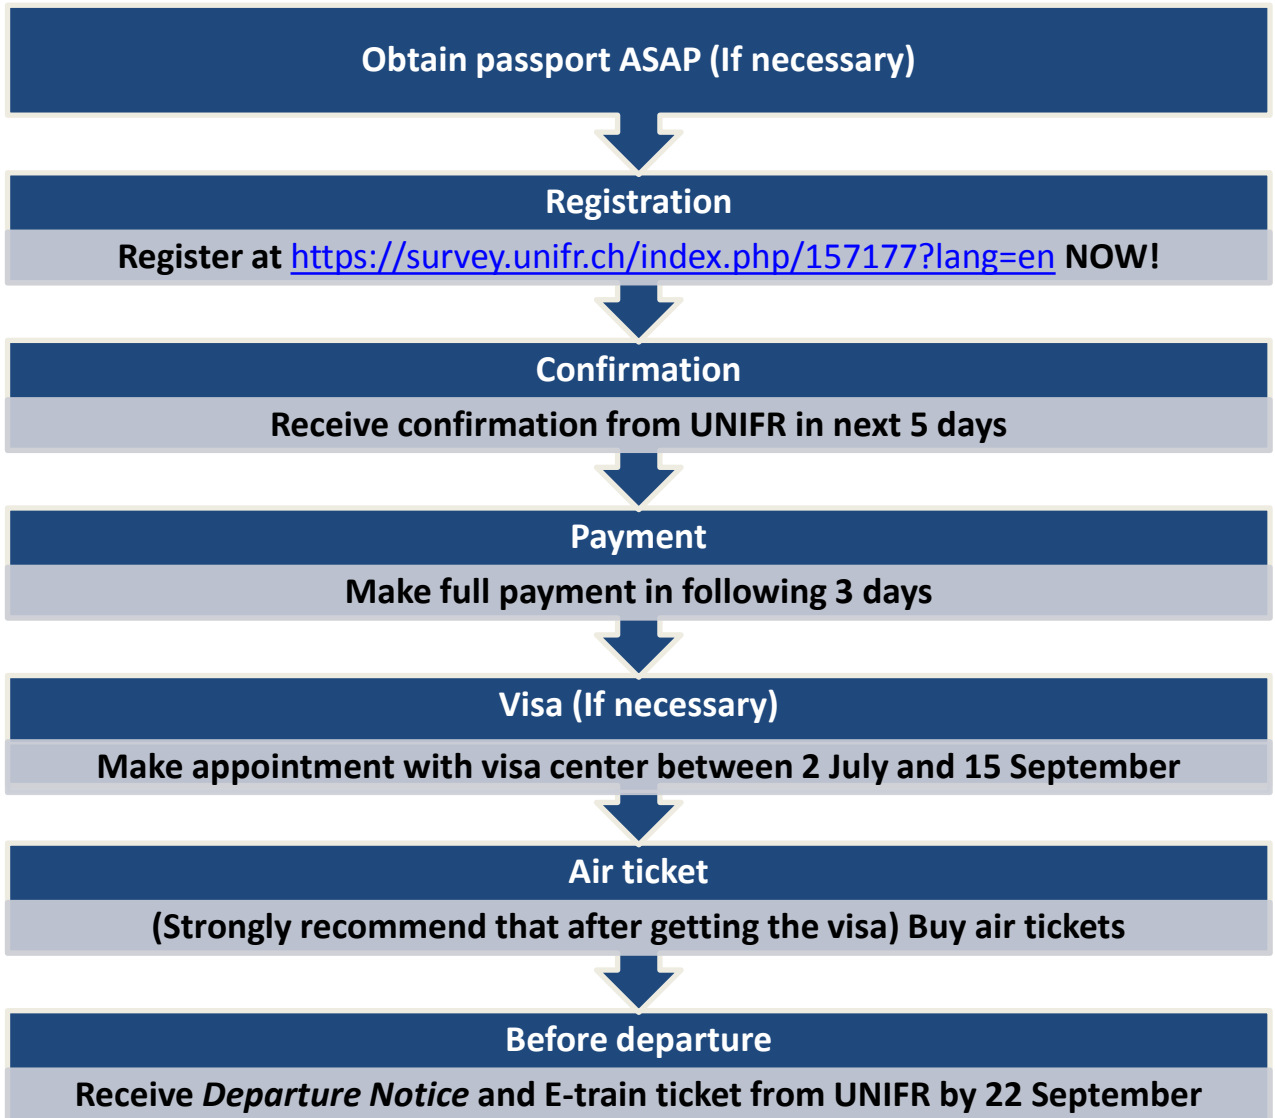 Obtain passport ASAP (If necessary)
Registration
Register at https://survey.unifr.ch/index.php/157177?lang=en NOW!
Confirmation
Receive confirmation from UNIFR in next 5 days
Payment
Make full payment in following 3 days
Visa (If necessary)
Make appointment with visa center between 2 July and 15 September
Air ticket
(Strongly recommend that after getting the visa) Buy air tickets
Before departure
Receive Departure Notice and E-train ticket from UNIFR by 22 September